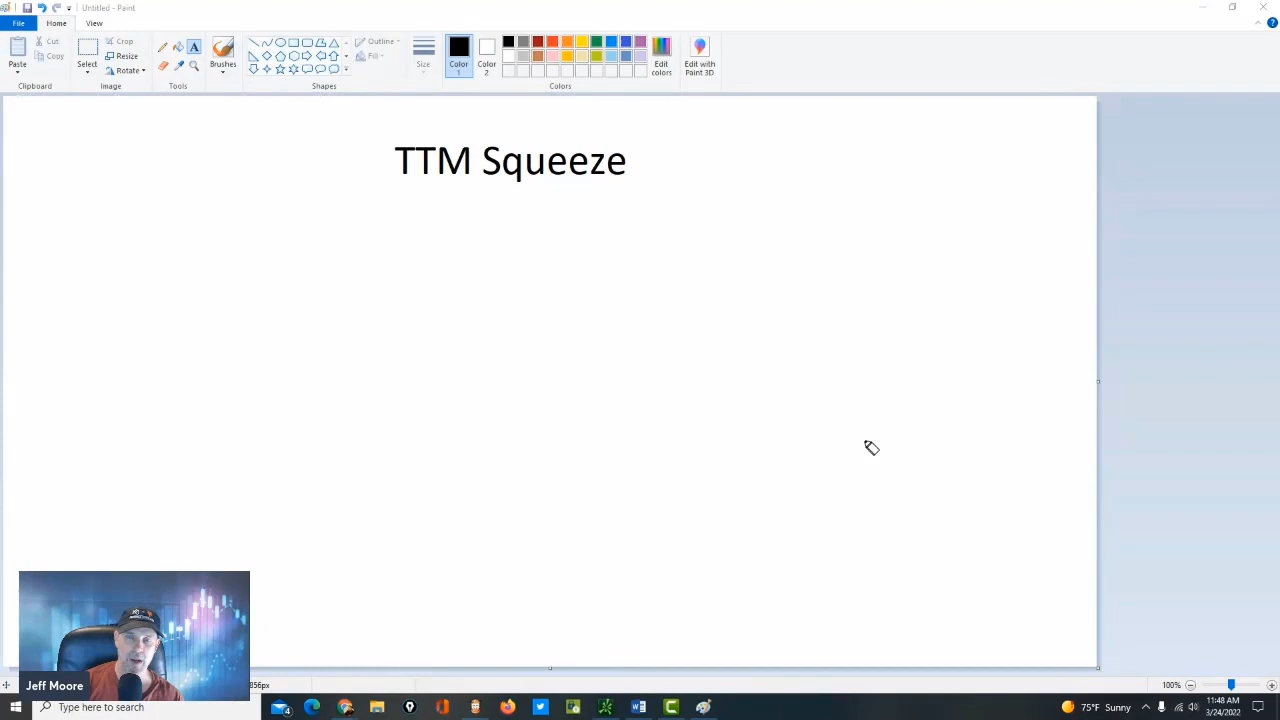 Untitled - Paint
File Home View
Paste
Cut
Copy
Clipboard
Select
Crop
Resize
Rotate
Image
Tools
Brushes
Shapes
Outline
Fill
Size
Color 1
Color 2
Edit colors
Edit with Paint 3D
Colors
TTM Squeeze
Jeff Moore
856px
100%
Type here to search
4
75°F Sunny
11:48 AM
3/24/2022